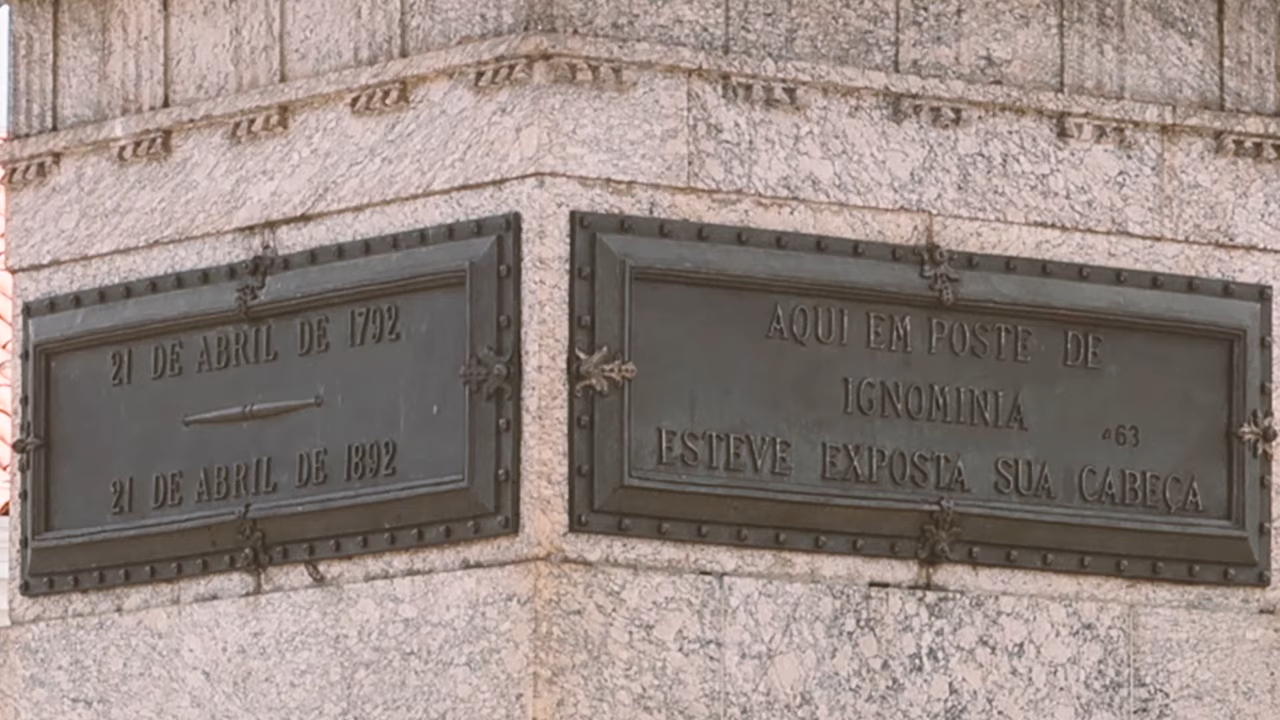 21 DE ABRIL DE 1792
21 DE ABRIL DE 1892
AQUI EM POSTE DE
IGNOMINIA
63
ESTEVE EXPOSTA SUA CABEÇA